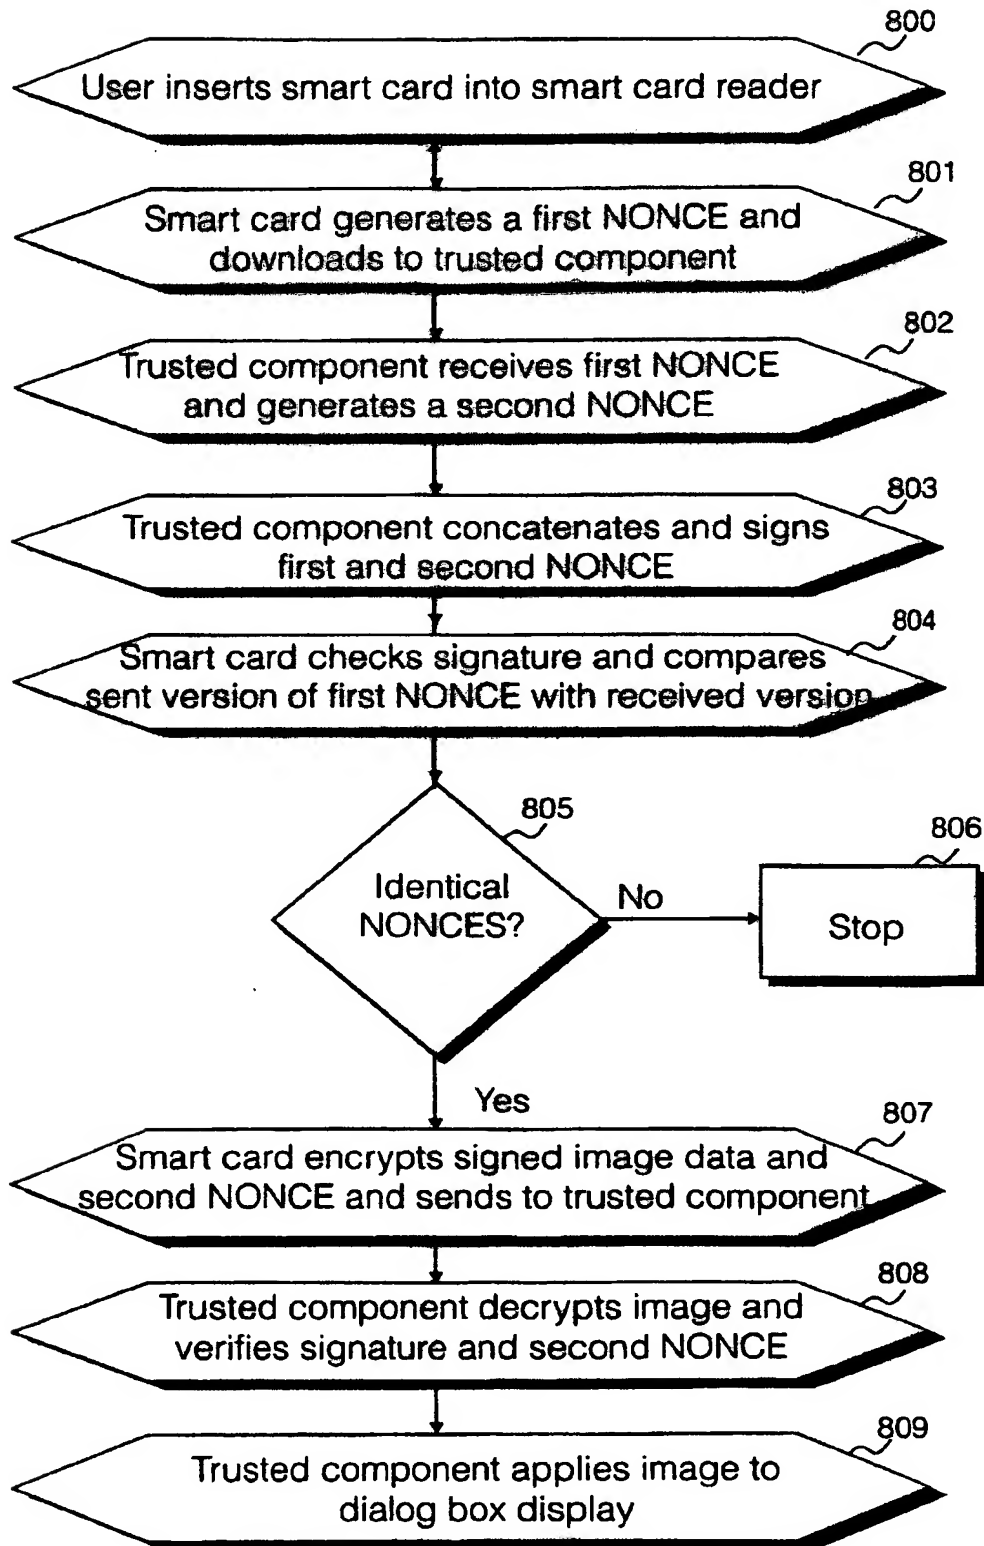 800
User inserts smart card into smart card reader
801
Smart card generates a first NONCE and
downloads to trusted component
802
Trusted component receives first NONCE
and generates a second NONCE
803
Trusted component concatenates and signs
first and second NONCE
804
Smart card checks signature and compares
sent version of first NONCE with received version
805
Identical
NONCES?
No
806
Stop
Yes
807
Smart card encrypts signed image data and
second NONCE and sends to trusted component
808
Trusted component decrypts image and
verifies signature and second NONCE
809
Trusted component applies image to
dialog box display